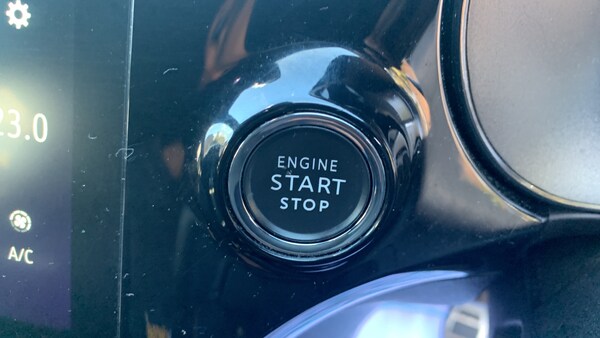 23.0
ENGINE
START
STOP
A/C